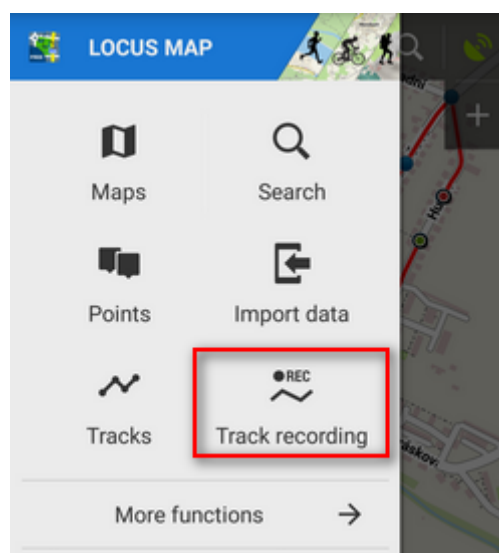 LOCUS MAP
Maps
Search
Points
Import data
REC
Tracks
Track recording
More functions